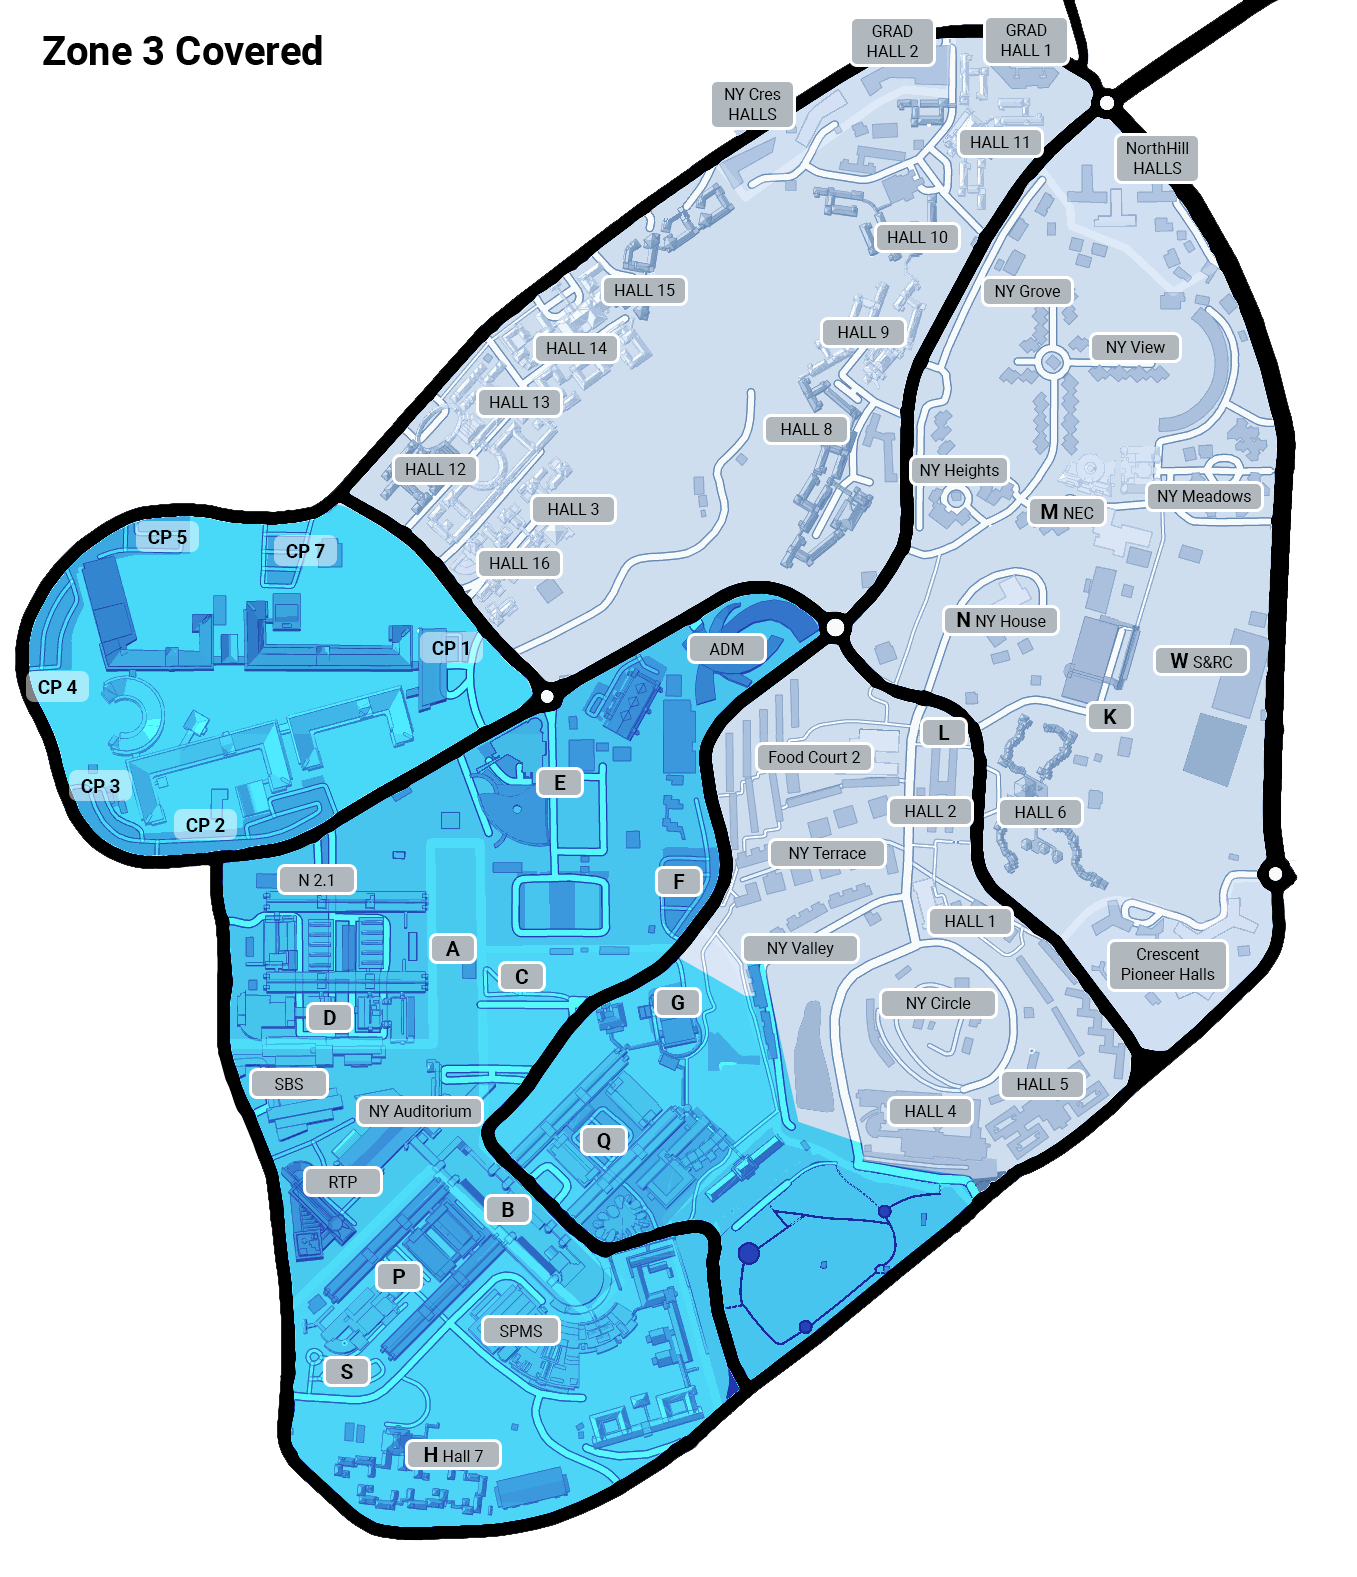 Zone 3 Covered
GRAD
HALL 2
GRAD
HALL 1
NY Cres
HALLS
HALL 11
NorthHill
HALLS
HALL 10
HALL 15
NY Grove
HALL 9
HALL 14
NY View
HALL 13
HALL 8
HALL 12
NY Heights
NY Meadows
HALL 3
M NEC
CP 5
CP 7
HALL 16
N NY House
CP 1
ADM
W S&RC
CP 4
K
L
Food Court 2
CP 3
E
CP 2
HALL 2
HALL 6
NY Terrace
N 2.1
F
HALL 1
A
NY Valley
Crescent
Pioneer Halls
C
G
NY Circle
D
SBS
HALL 5
NY Auditorium
HALL 4
Q
RTP
B
P
SPMS
S
H Hall 7